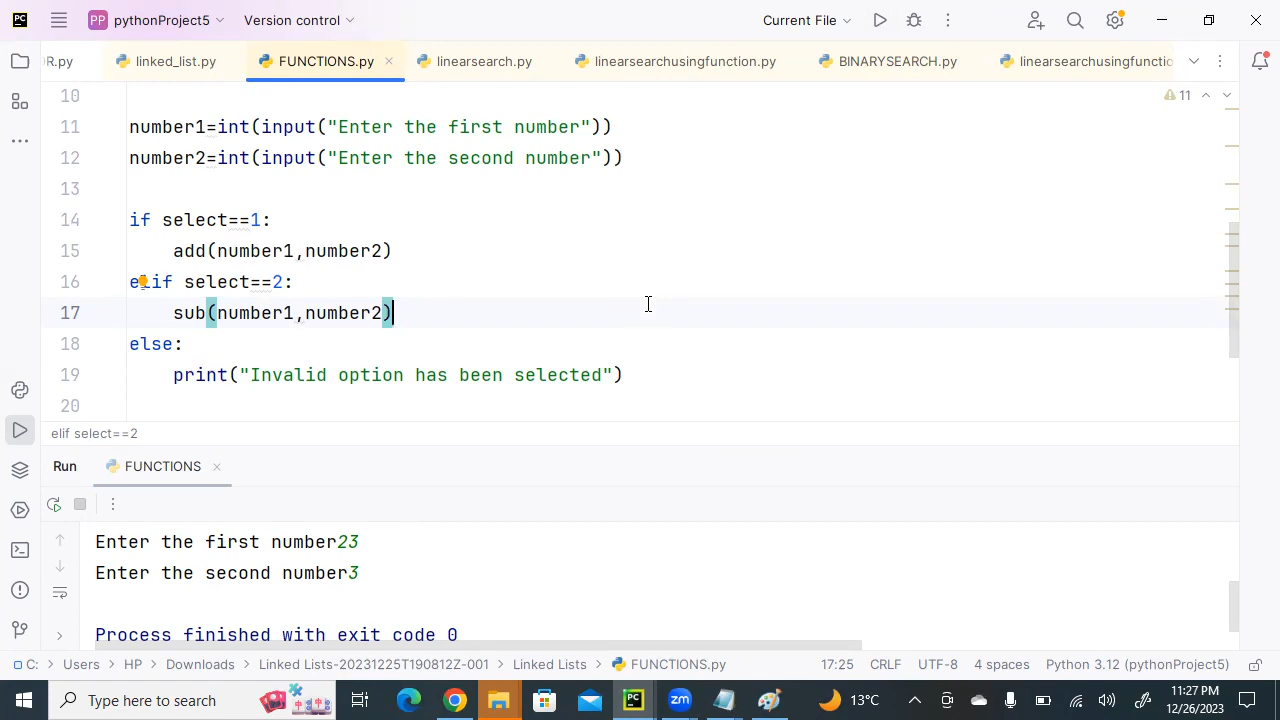 PC PP pythonProject5 Version control Current File
OR.py linked_list.py FUNCTIONS.py linearsearch.py linearsearchusingfunction.py BINARYSEARCH.py linearsearchusingfunctio
10 11
11 number1=int(input("Enter the first number"))
12 number2=int(input("Enter the second number"))
13
14 if select==1:
15 add(number1,number2)
16 elif select==2:
17 sub(number1,number2)
18 else:
19 print("Invalid option has been selected")
20
elif select==2
Run FUNCTIONS
Enter the first number23
Enter the second number3
Process finished with exit code 0
C: Users HP Downloads Linked Lists-20231225T190812Z-001 Linked Lists FUNCTIONS.py 17:25 CRLF UTF-8 4 spaces Python 3.12 (pythonProject5)
Type here to search PC zm 13°C 11:27 PM
12/26/2023